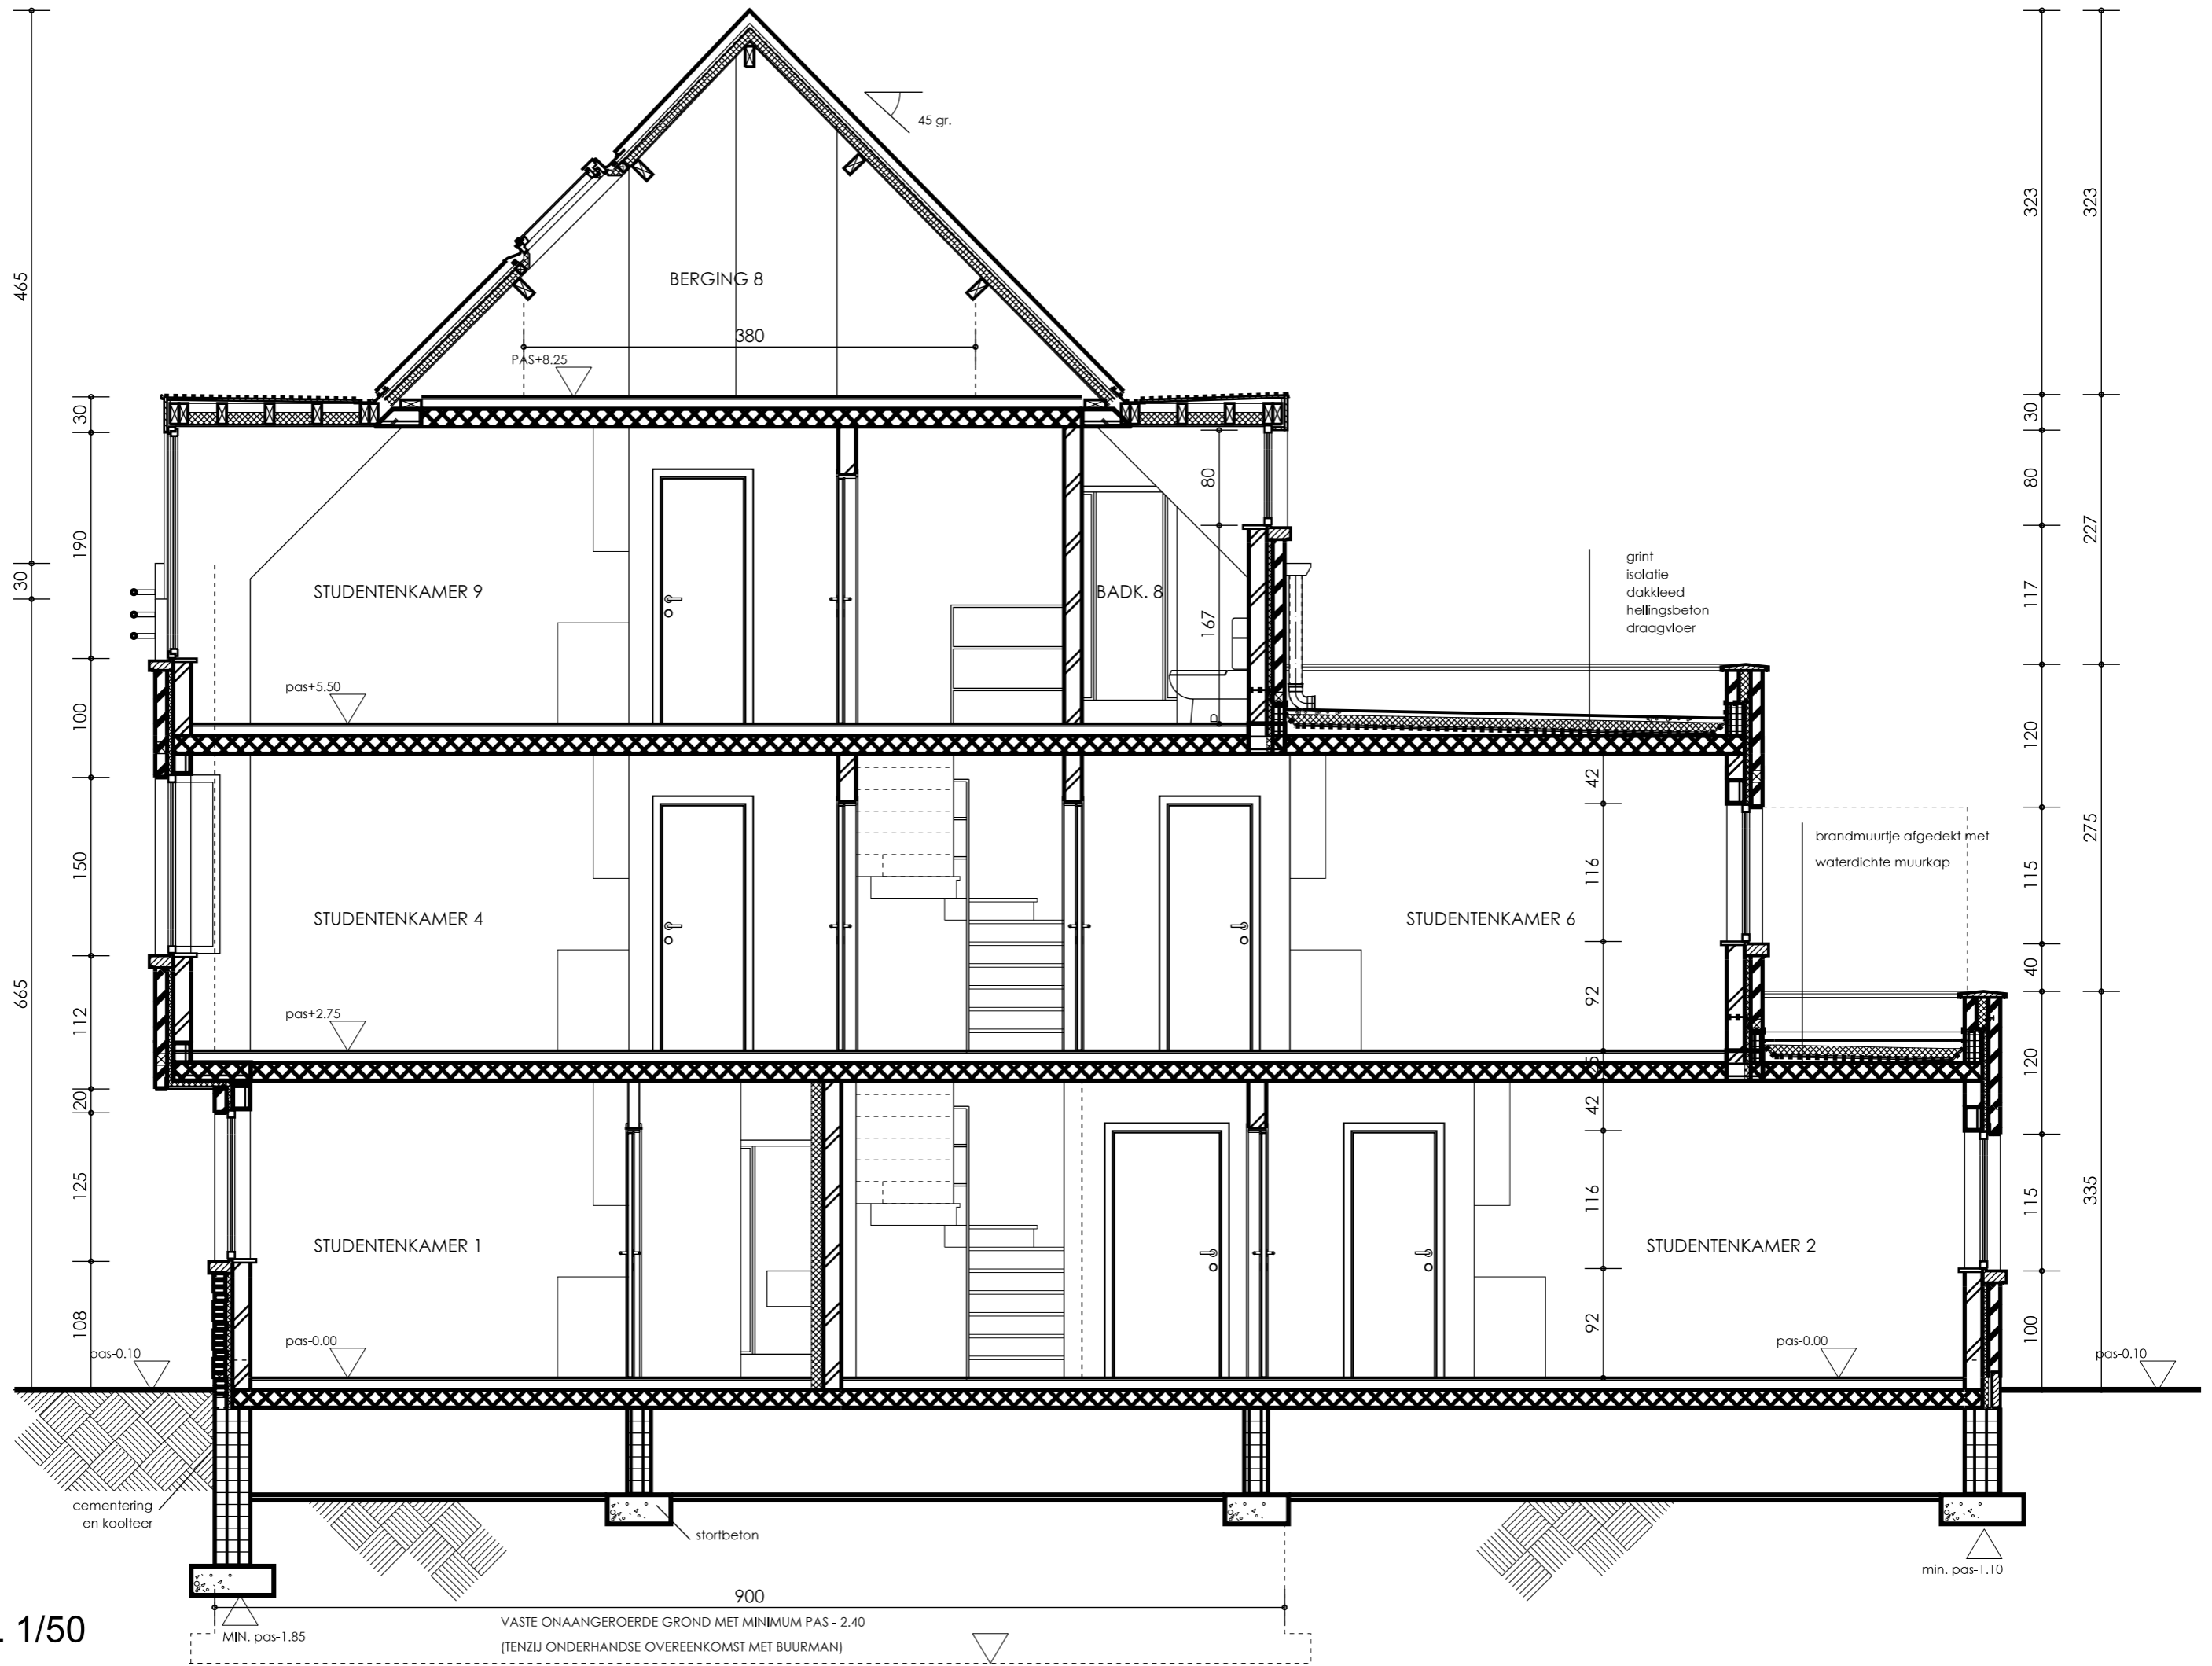 465
30
665
30
190
100
150
112
20
125
108
323
323
30
80
227
117
120
275
115
40
120
335
115
100
45 gr.
BERGING 8
380
PAS+8.25
80
167
STUDENTENKAMER 9
BADK. 8
grint
isolatie
dakkleed
hellingsbeton
draagvloer
pas+5.50
42
116
92
brandmuurtje afgedekt met
waterdichte muurkap
STUDENTENKAMER 4
STUDENTENKAMER 6
pas+2.75
42
116
92
STUDENTENKAMER 1
STUDENTENKAMER 2
pas-0.10
pas-0.00
pas-0.00
pas-0.10
cementering
en koolteer
stortbeton
min. pas-1.10
900
MIN. pas-1.85
VASTE ONAANGEROERDE GROND MET MINIMUM PAS - 2.40
(TENZIJ ONDERHANDSE OVEREENKOMST MET BUURMAN)
. 1/50